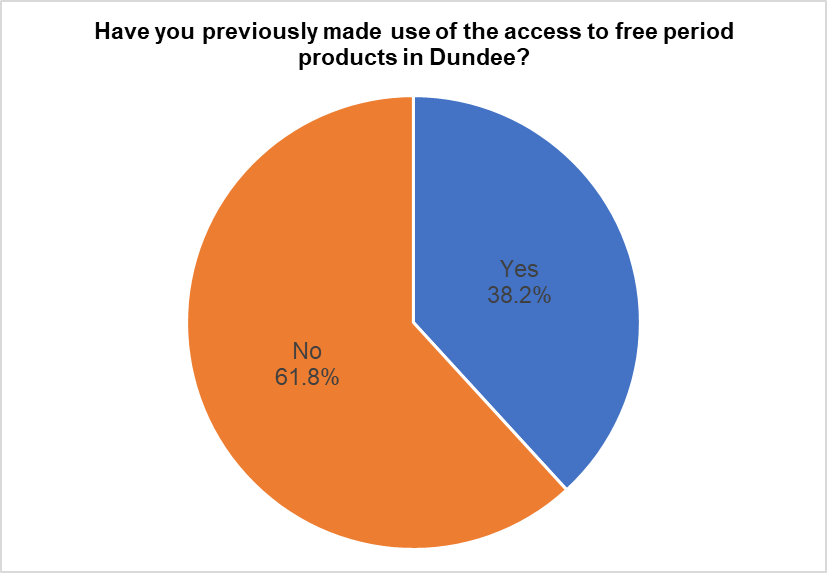 Have you previously made use of the access to free period
products in Dundee?
Yes
38.2%
No
61.8%